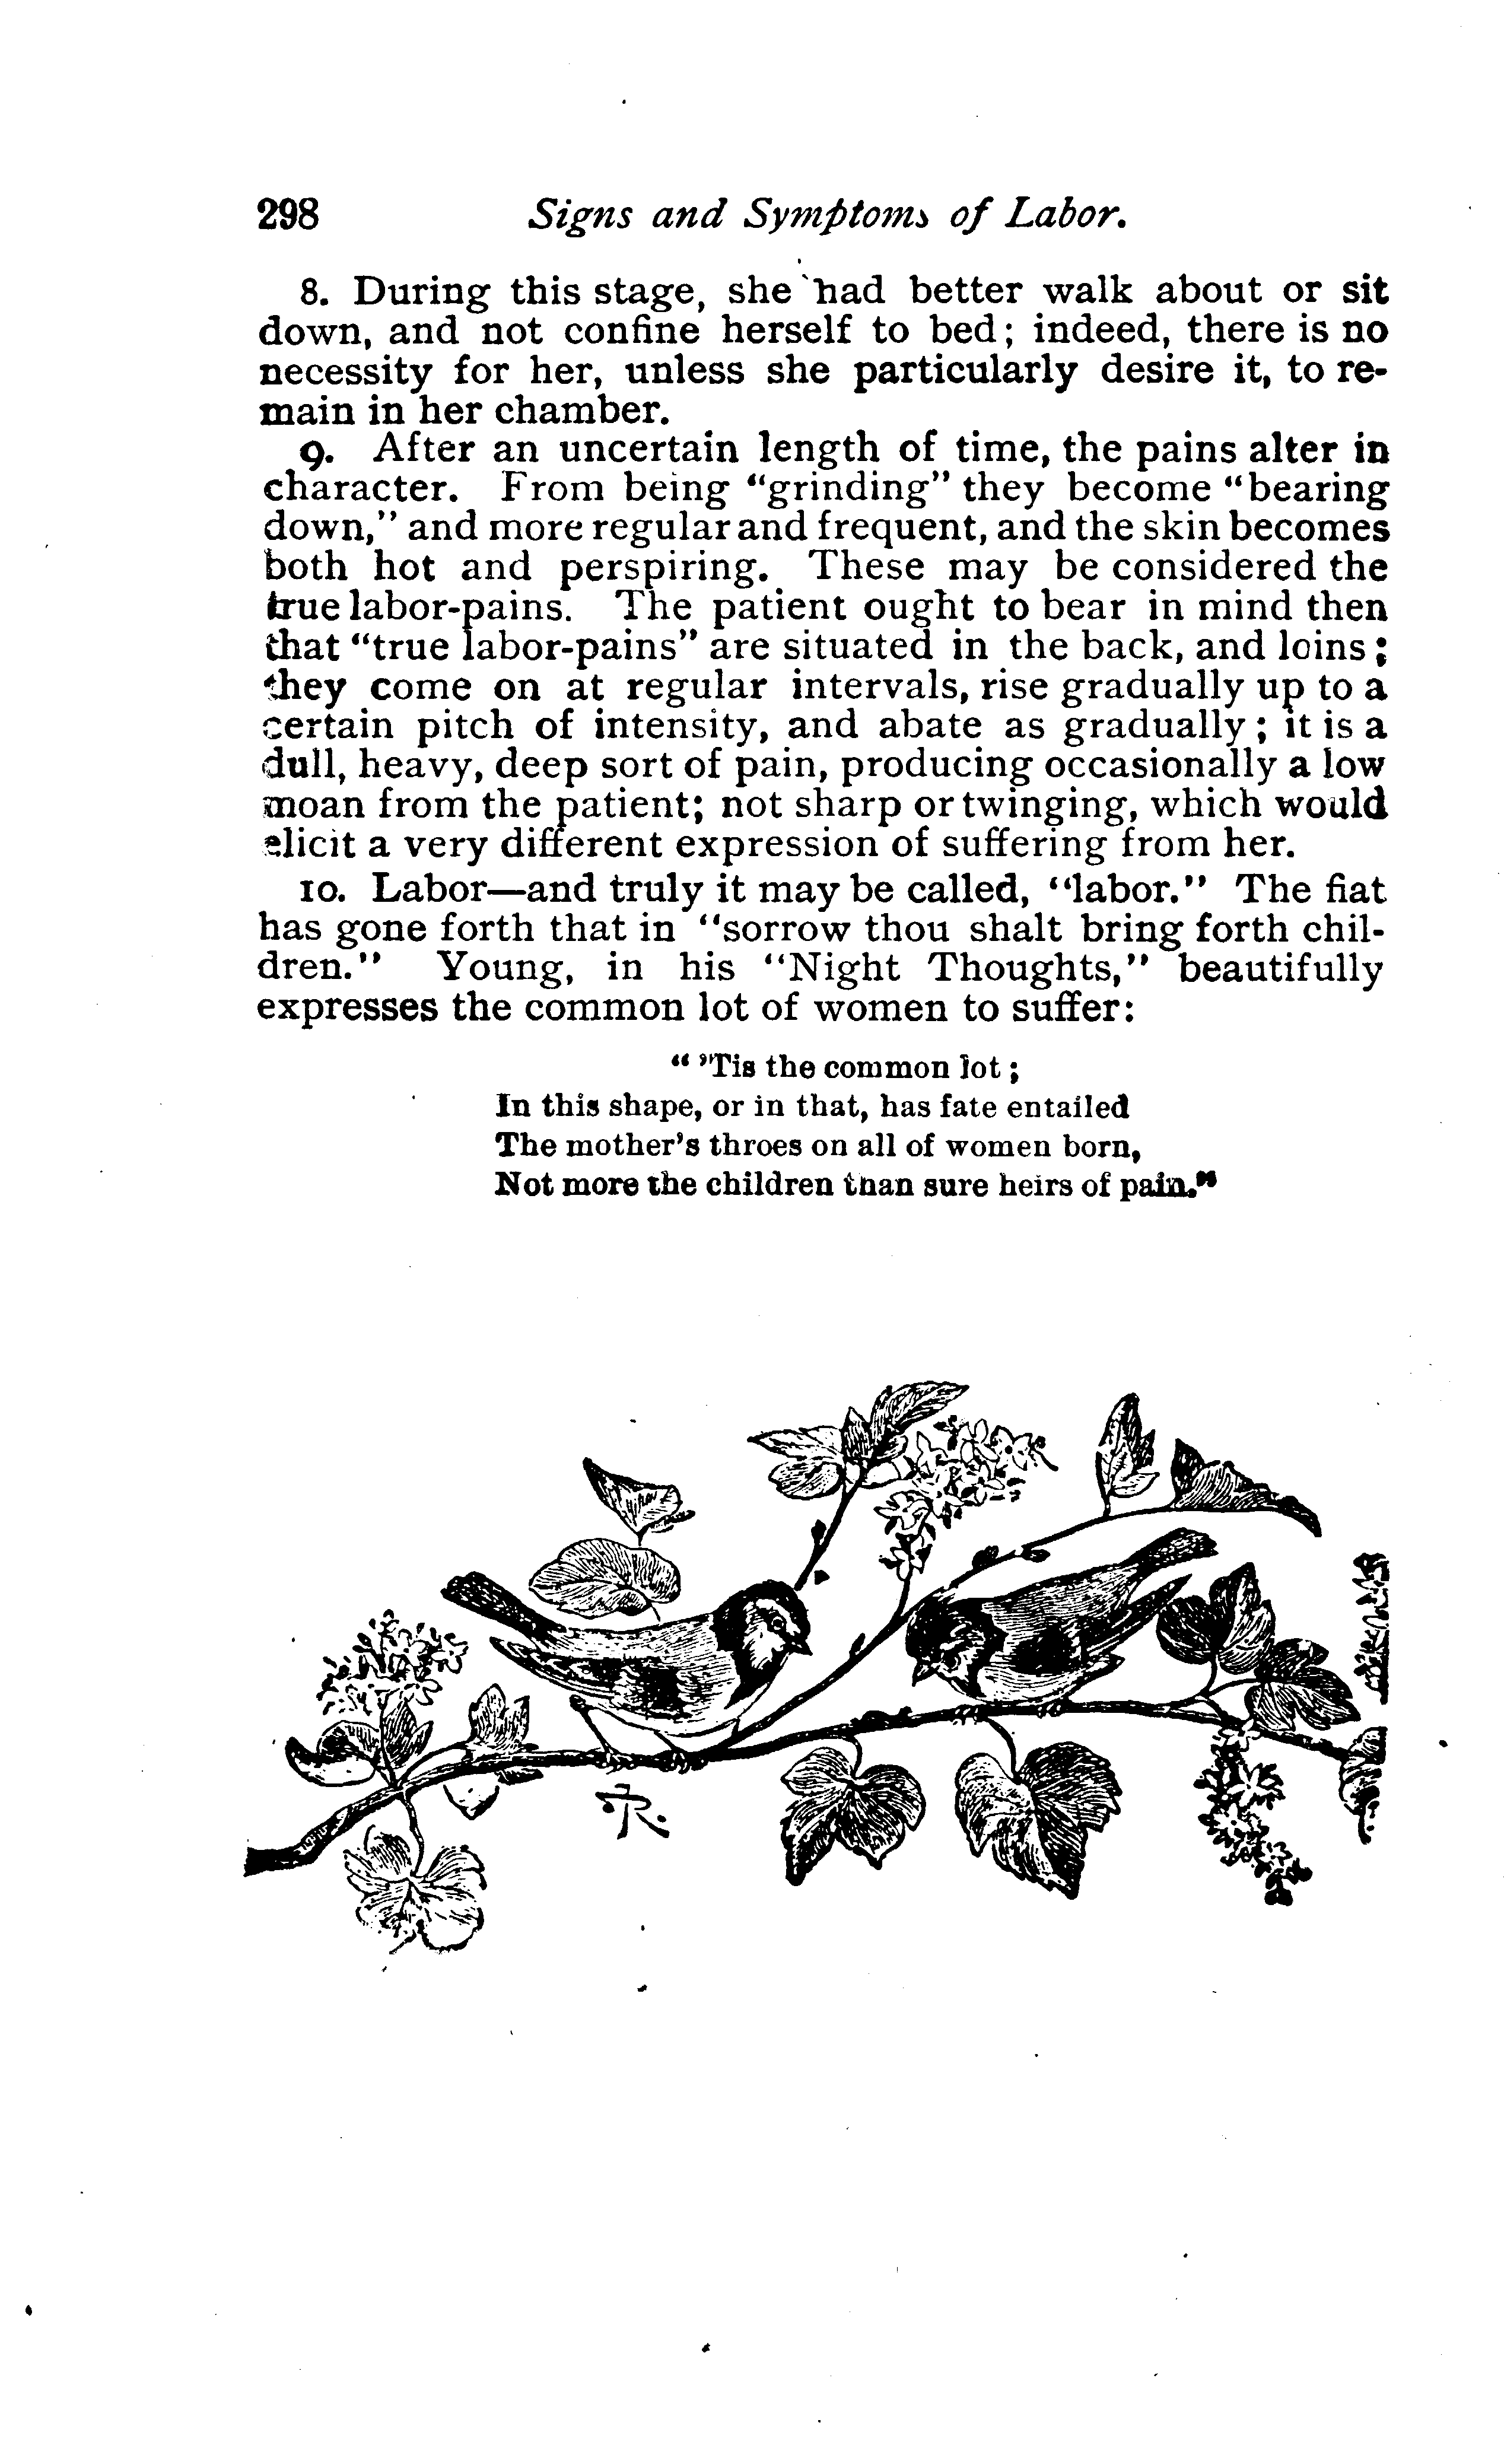 298 Signs and Symptoms of Labor.
8. During this stage, she had better walk about or sit
down, and not confine herself to bed; indeed, there is no
necessity for her, unless she particularly desire it, to re-
main in her chamber.
9. After an uncertain length of time, the pains alter in
character. From being "grinding" they become "bearing
down," and more regular and frequent, and the skin becomes
both hot and perspiring. These may be considered the
true labor-pains. The patient ought to bear in mind then
that "true labor-pains" are situated in the back, and loins;
they come on at regular intervals, rise gradually up to a
certain pitch of intensity, and abate as gradually; it is a
dull, heavy, deep sort of pain, producing occasionally a low
moan from the patient; not sharp or twinging, which would
elicit a very different expression of suffering from her.
10. Labor—and truly it may be called, "labor." The fiat
has gone forth that in "sorrow thou shalt bring forth chil-
dren." Young, in his "Night Thoughts," beautifully
expresses the common lot of women to suffer:
" 'Tis the common lot;
In this shape, or in that, has fate entailed
The mother's throes on all of women born,
Not more the children than sure heirs of pain."